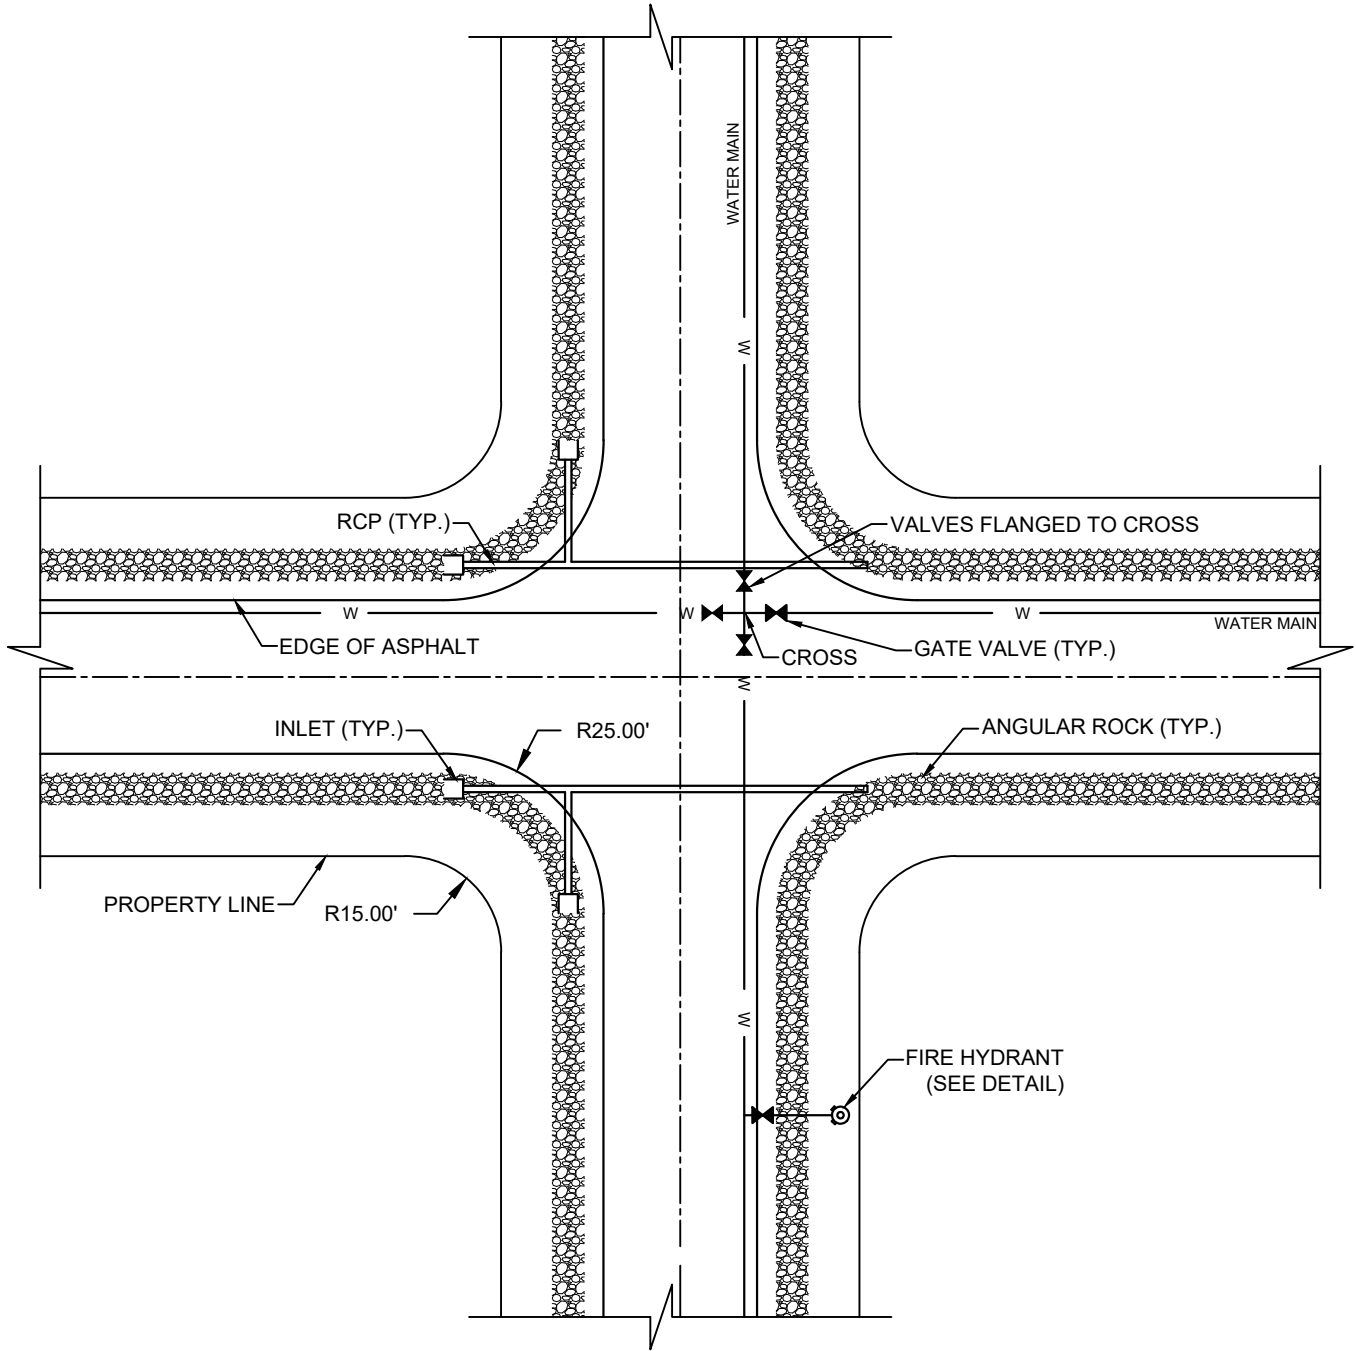 WATER MAIN
W
RCP (TYP.)
VALVES FLANGED TO CROSS
W
W
W
WATER MAIN
EDGE OF ASPHALT
CROSS
GATE VALVE (TYP.)
W
INLET (TYP.)
R25.00'
ANGULAR ROCK (TYP.)
PROPERTY LINE
R15.00'
W
FIRE HYDRANT
(SEE DETAIL)